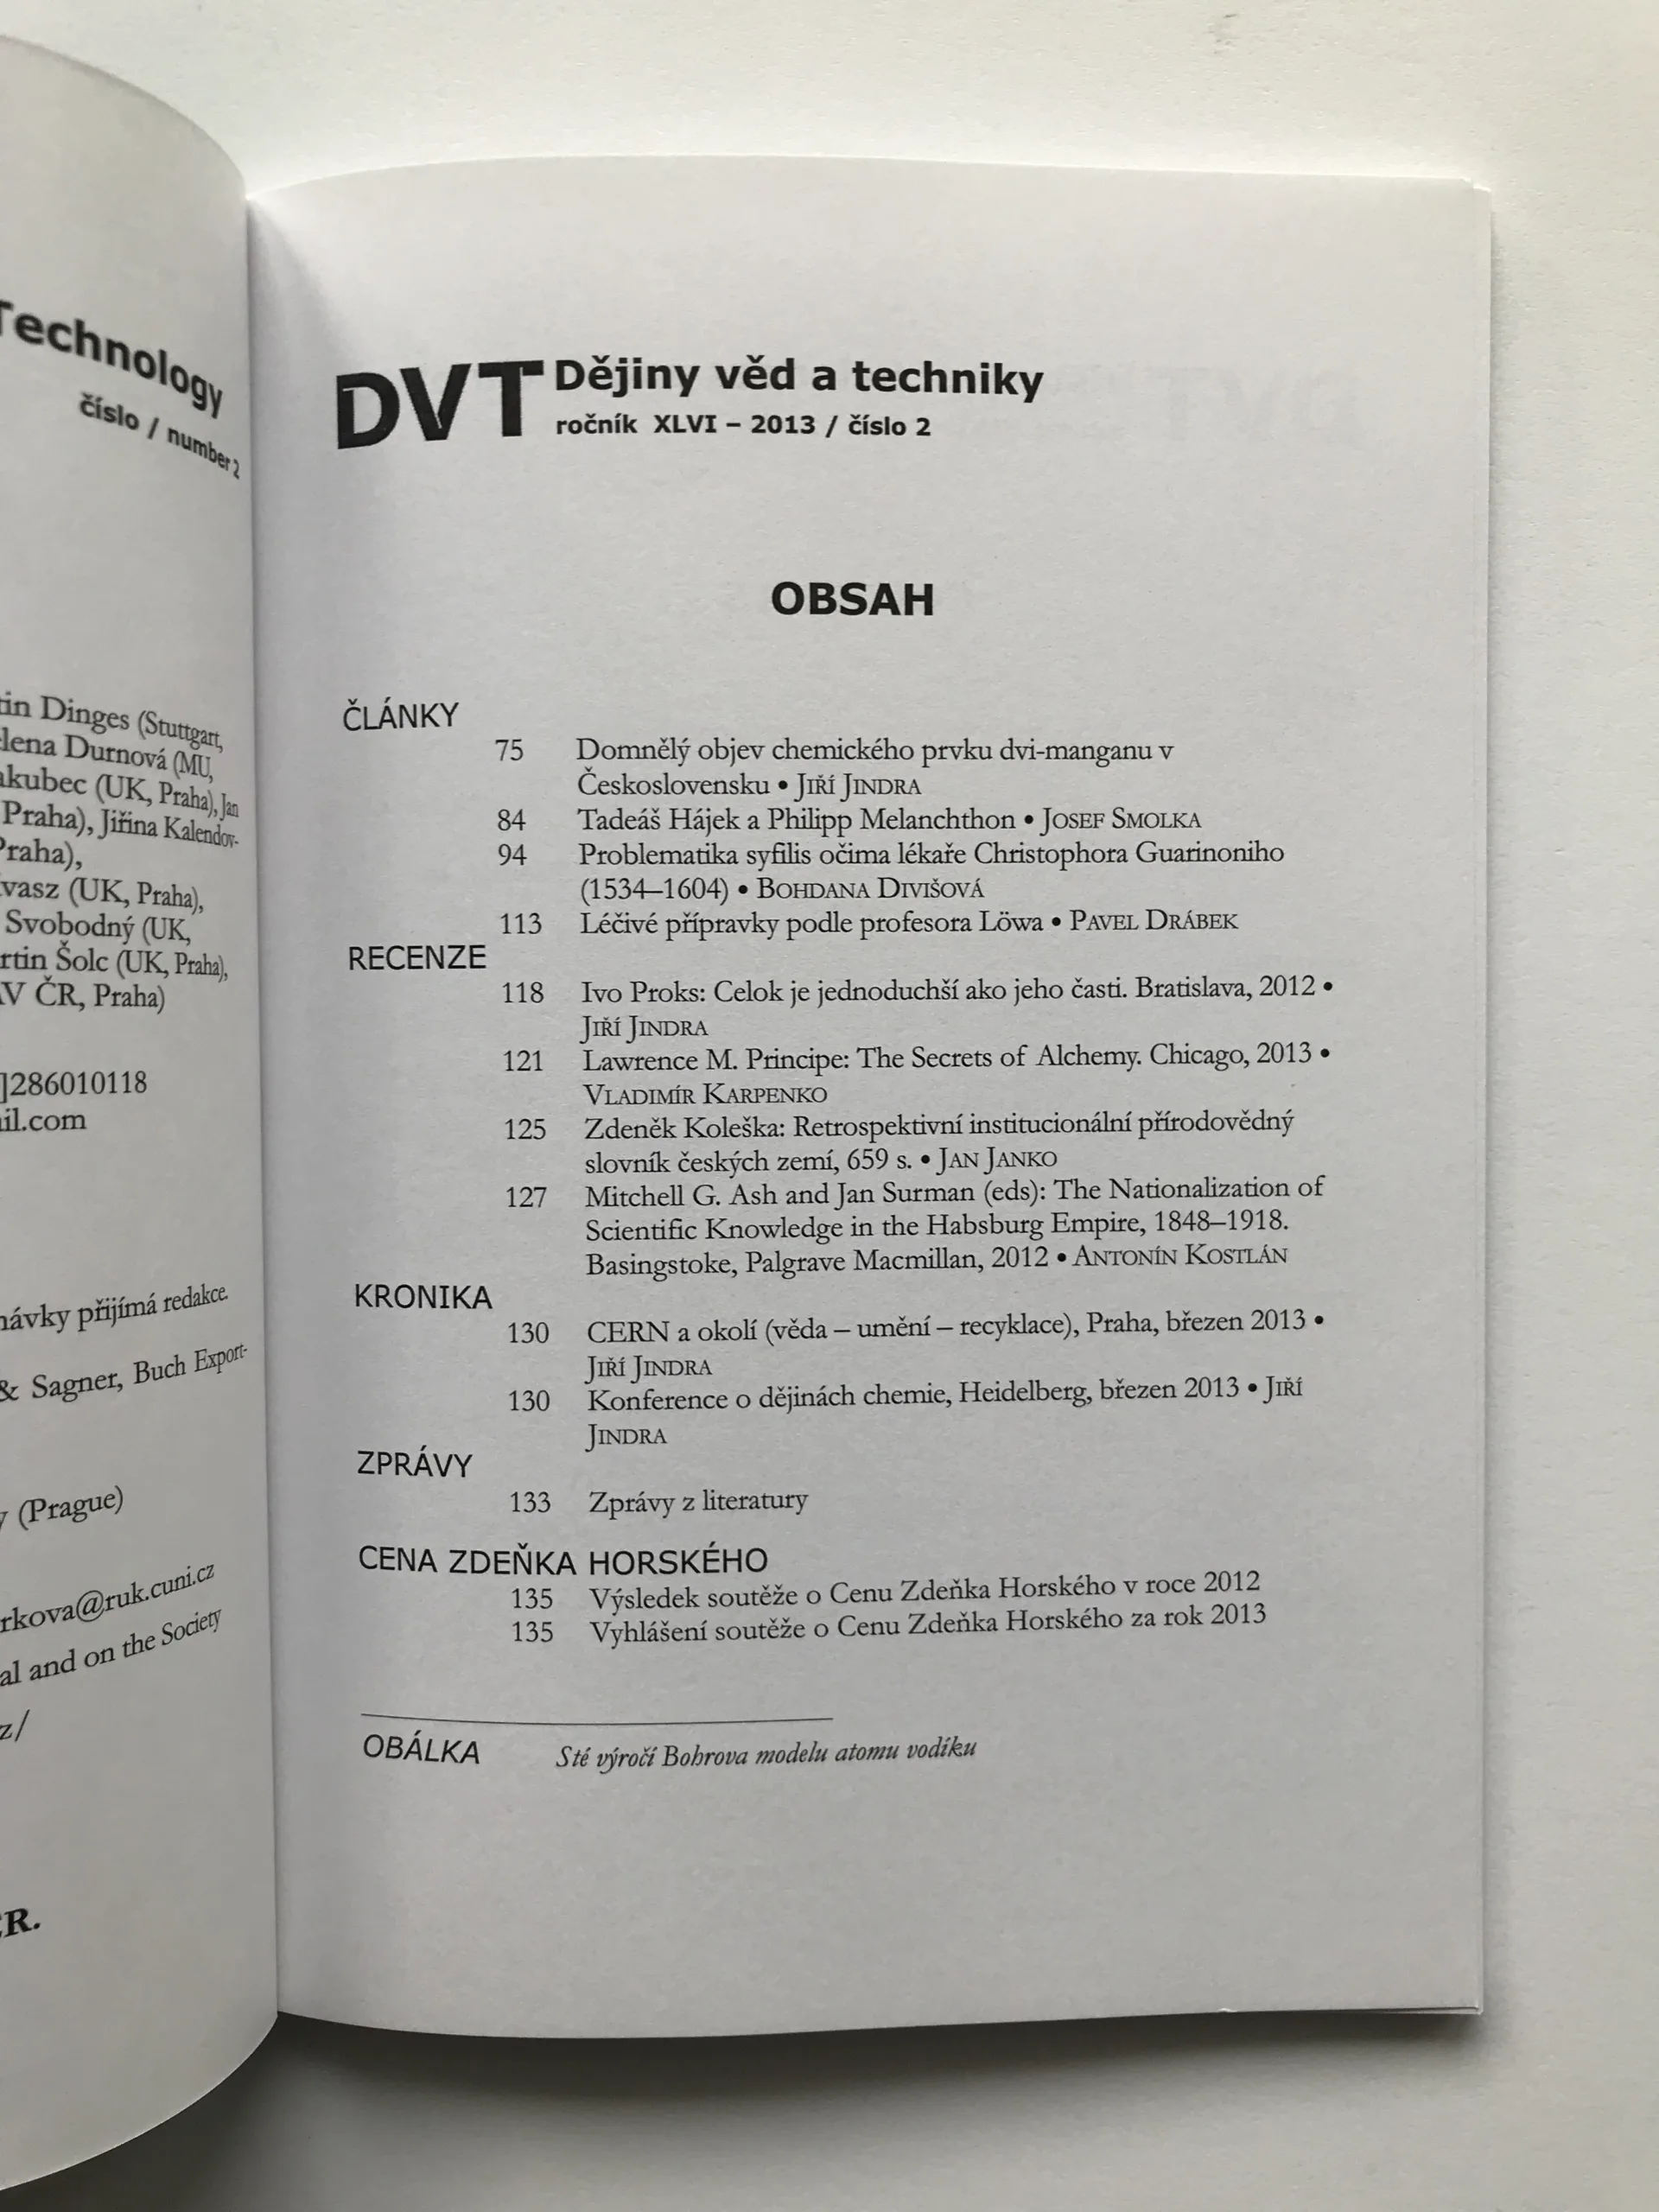 Technology
číslo / number 2
tin Dinges (Stuttgart,
lena Durnová (MU,
akubec (UK, Praha), Jan
Praha), Jiřina Kalendov-
Praha),
vasz (UK, Praha),
Svobodný (UK,
rtin Šolc (UK, Praha),
AV ČR, Praha)
]286010118
il.com
návky přijímá redakce.
& Sagner, Buch Export-
y (Prague)
rkova@ruk.cuni.cz
al and on the Society
z/
ČR.
DVT Dějiny věd a techniky
ročník XLVI – 2013 / číslo 2
OBSAH
ČLÁNKY
75 Domnělý objev chemického prvku dvi-manganu v
Československu • JIŘÍ JINDRA
84 Tadeáš Hájek a Philipp Melanchthon • JOSEF SMOLKA
94 Problematika syfilis očima lékaře Christophora Guarinoniho
(1534–1604) • BOHDANA DIVIŠOVÁ
113 Léčivé přípravky podle profesora Löwa • PAVEL DRÁBEK
RECENZE
118 Ivo Proks: Celok je jednoduchší ako jeho časti. Bratislava, 2012 •
JIŘÍ JINDRA
121 Lawrence M. Principe: The Secrets of Alchemy. Chicago, 2013 •
VLADIMÍR KARPENKO
125 Zdeněk Koleška: Retrospektivní institucionální přírodovědný
slovník českých zemí, 659 s. • JAN JANKO
127 Mitchell G. Ash and Jan Surman (eds): The Nationalization of
Scientific Knowledge in the Habsburg Empire, 1848–1918.
Basingstoke, Palgrave Macmillan, 2012 • ANTONÍN KOSTLÁN
KRONIKA
130 CERN a okolí (věda – umění – recyklace), Praha, březen 2013 •
JIŘÍ JINDRA
130 Konference o dějinách chemie, Heidelberg, březen 2013 • JIŘÍ
JINDRA
ZPRÁVY
133 Zprávy z literatury
CENA ZDEŇKA HORSKÉHO
135 Výsledek soutěže o Cenu Zdeňka Horského v roce 2012
135 Vyhlášení soutěže o Cenu Zdeňka Horského za rok 2013
OBÁLKA Sté výročí Bohrova modelu atomu vodíku